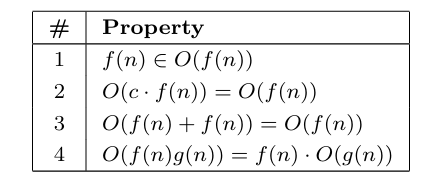 # Property
1 f(n) ∈ O(f(n))
2 O(c · f(n)) = O(f(n))
3 O(f(n) + f(n)) = O(f(n))
4 O(f(n)g(n)) = f(n) · O(g(n))